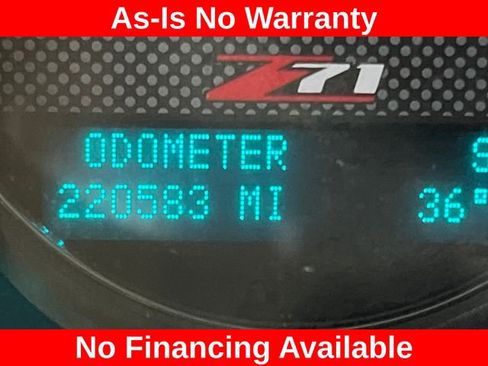 As-Is No Warranty
Z71
ODOMETER
220583 MI 36°
No Financing Available